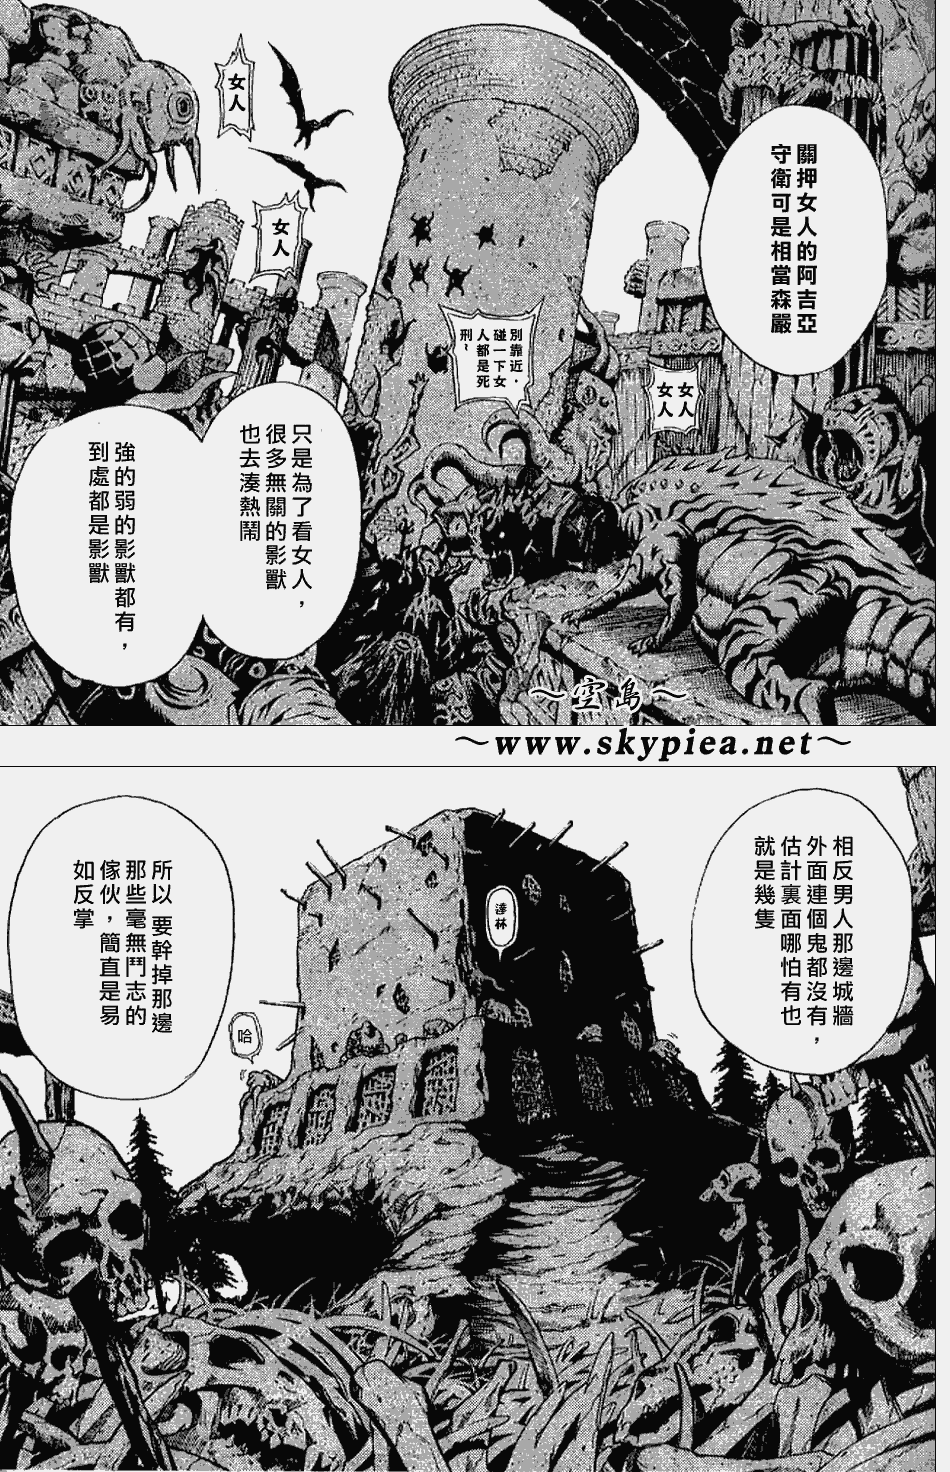 關押女人的阿吉亞
守衛可是相當森嚴
女人
女人
女人
女人
別靠近，
碰一下女
人都是死
刑~
只是為了看女人，
很多無關的影獸
也去湊熱鬧
強的弱的影獸都有，
到處都是影獸
～空島～
～www.skypiea.net～
相反男人那邊城牆
外面連個鬼都沒有，
估計裏面哪怕有也
就是幾隻
達林
哈
所以 要幹掉那邊
那些毫無鬥志的
傢伙，簡直是易
如反掌